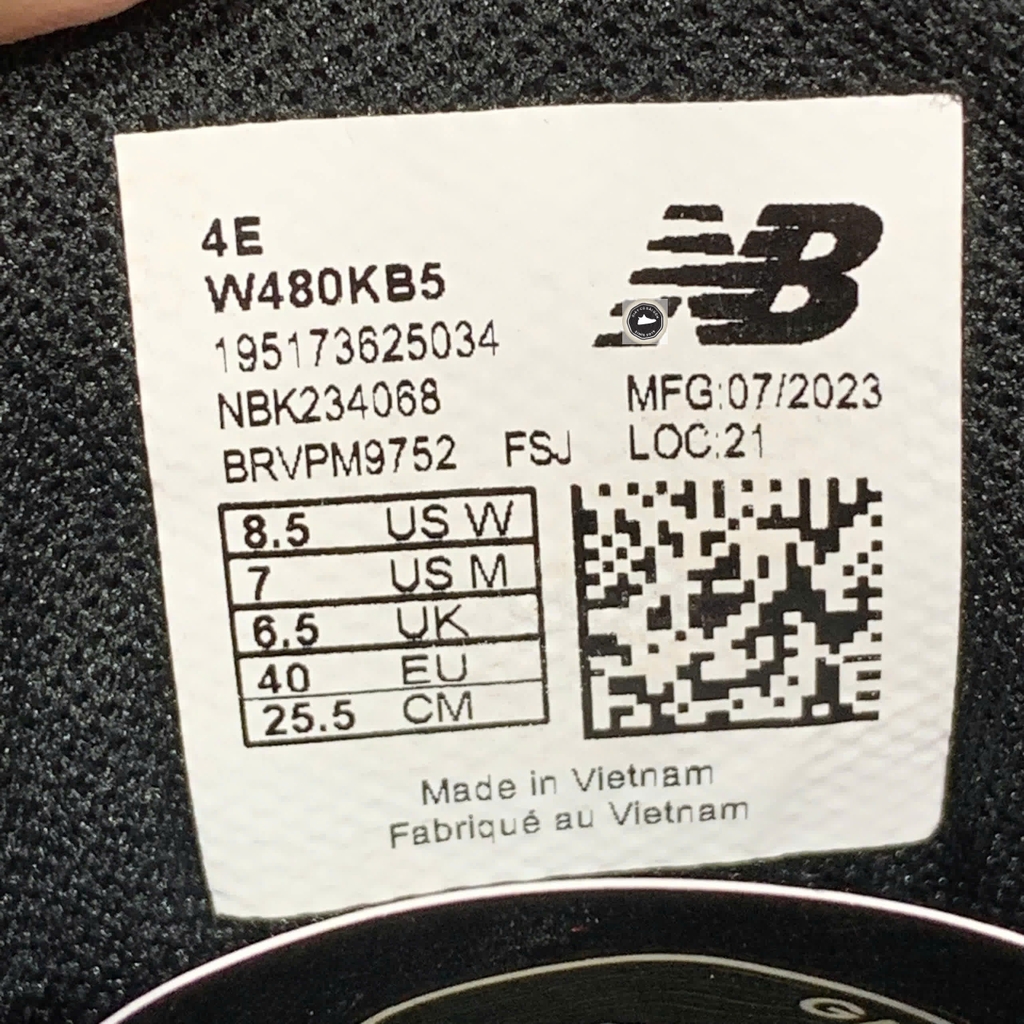 4E
W480KB5
195173625034
NBK234068
BRVPM9752 FSJ
NB
MFG:07/2023
LOC:21
8.5 US W
7 US M
6.5 UK
40 EU
25.5 CM
Made in Vietnam
Fabriqué au Vietnam